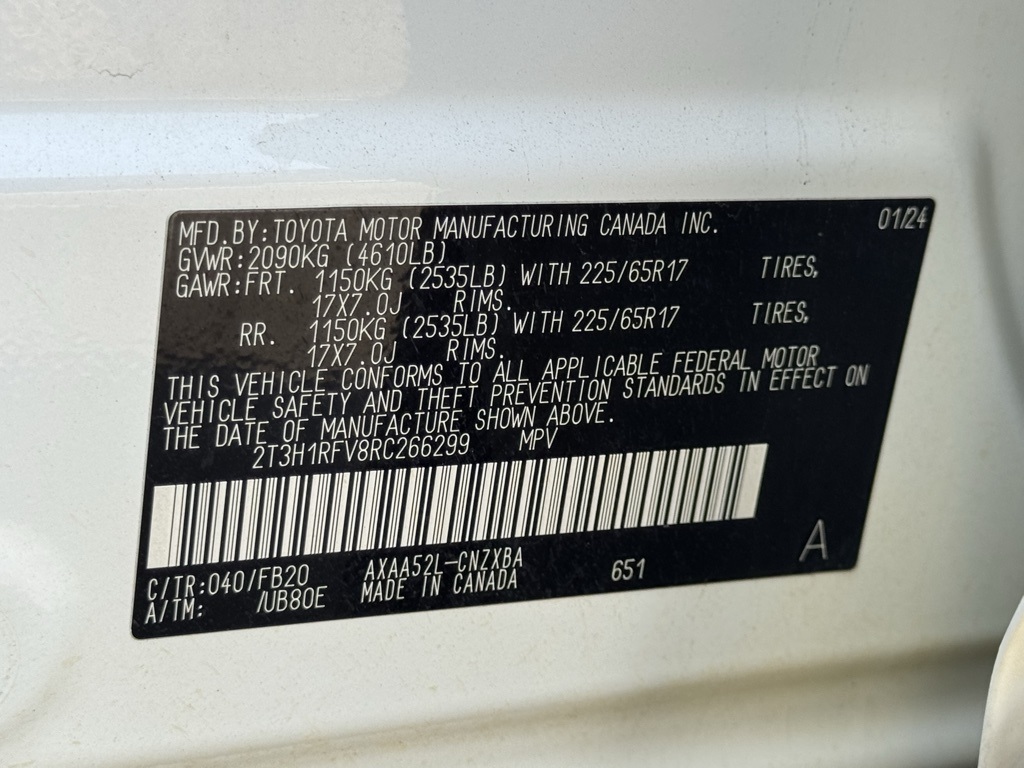 MFD.BY:TOYOTA MOTOR MANUFACTURING CANADA INC. 01/24
GVWR:2090KG (4610LB)
GAWR:FRT. 1150KG (2535LB) WITH 225/65R17 TIRES,
17X7.0J RIMS.
RR. 1150KG (2535LB) WITH 225/65R17 TIRES,
17X7.0J RIMS.
THIS VEHICLE CONFORMS TO ALL APPLICABLE FEDERAL MOTOR
VEHICLE SAFETY AND THEFT PREVENTION STANDARDS IN EFFECT ON
THE DATE OF MANUFACTURE SHOWN ABOVE.
2T3H1RFV8RC266299 MPV
C/TR:040/FB20 AXAA52L-CNZXBA 651 A
A/TM: /UB80E MADE IN CANADA